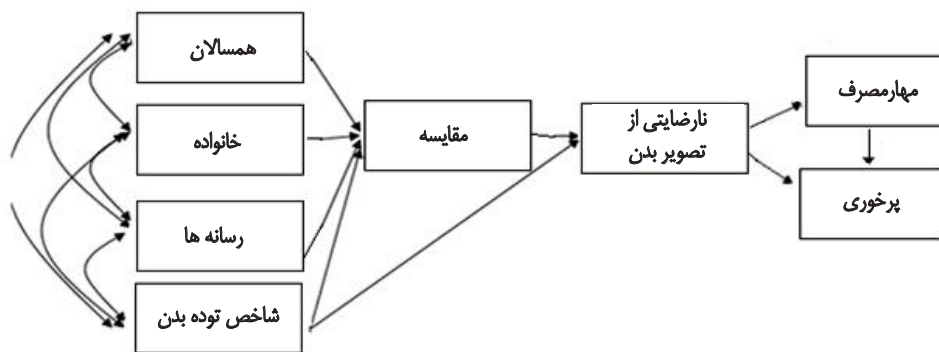 همسالان
خانواده
رسانه ها
شاخص توده بدن
مقایسه
نارضایتی از
تصویر بدن
مهارمصرف
پرخوری